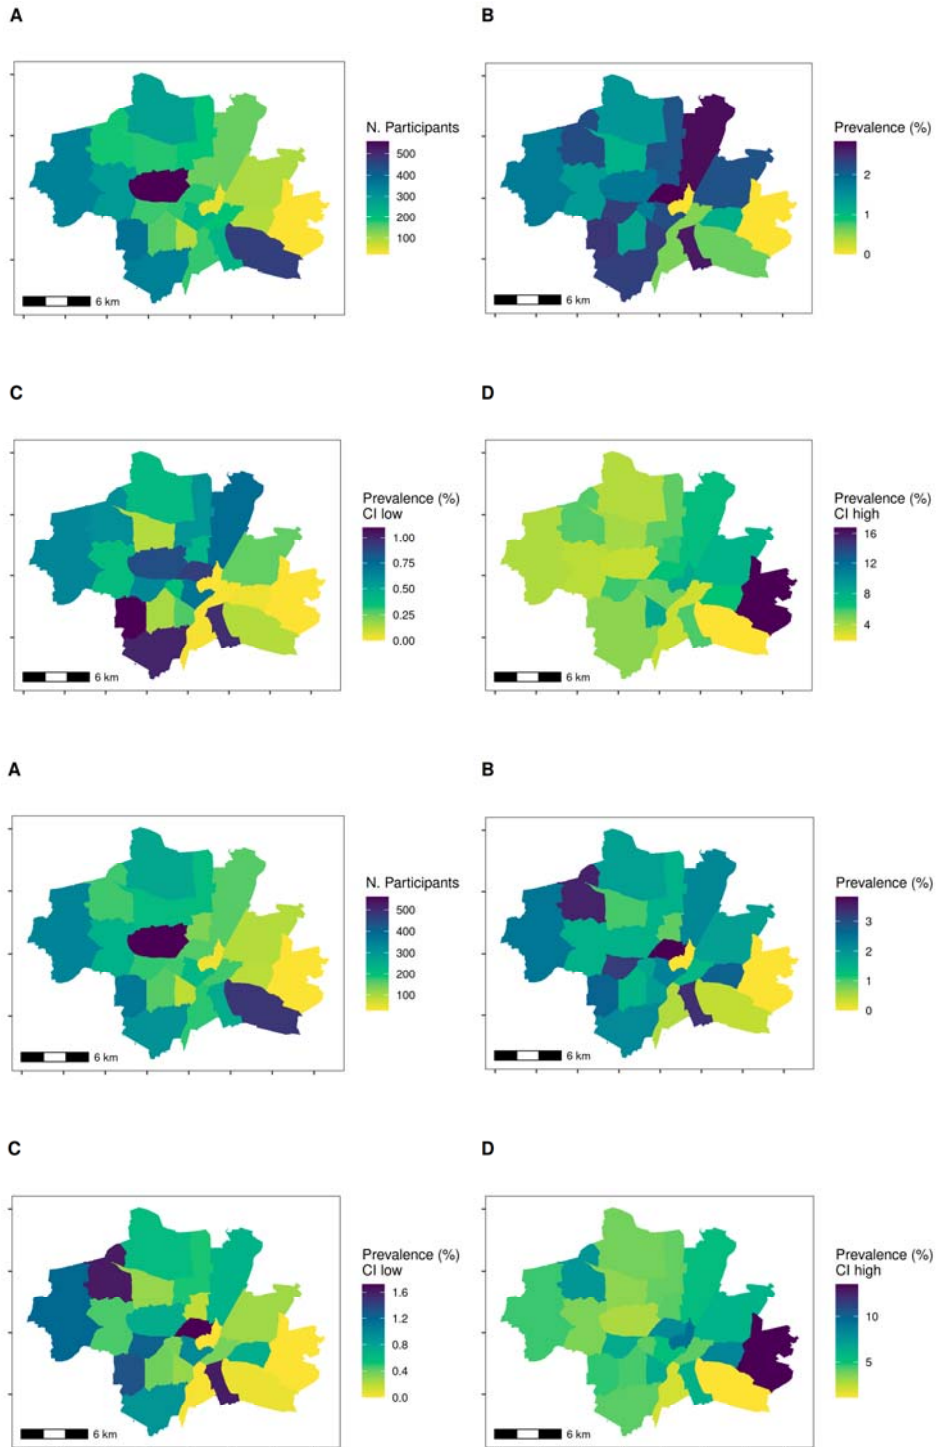 A
B
N. Participants
500
400
300
200
100
6 km
Prevalence (%)
2
1
0
6 km
C
D
Prevalence (%)
CI low
1.00
0.75
0.50
0.25
0.00
6 km
Prevalence (%)
CI high
16
12
8
4
6 km
A
B
N. Participants
500
400
300
200
100
6 km
Prevalence (%)
3
2
1
0
6 km
C
D
Prevalence (%)
CI low
1.6
1.2
0.8
0.4
0.0
6 km
Prevalence (%)
CI high
10
5
6 km